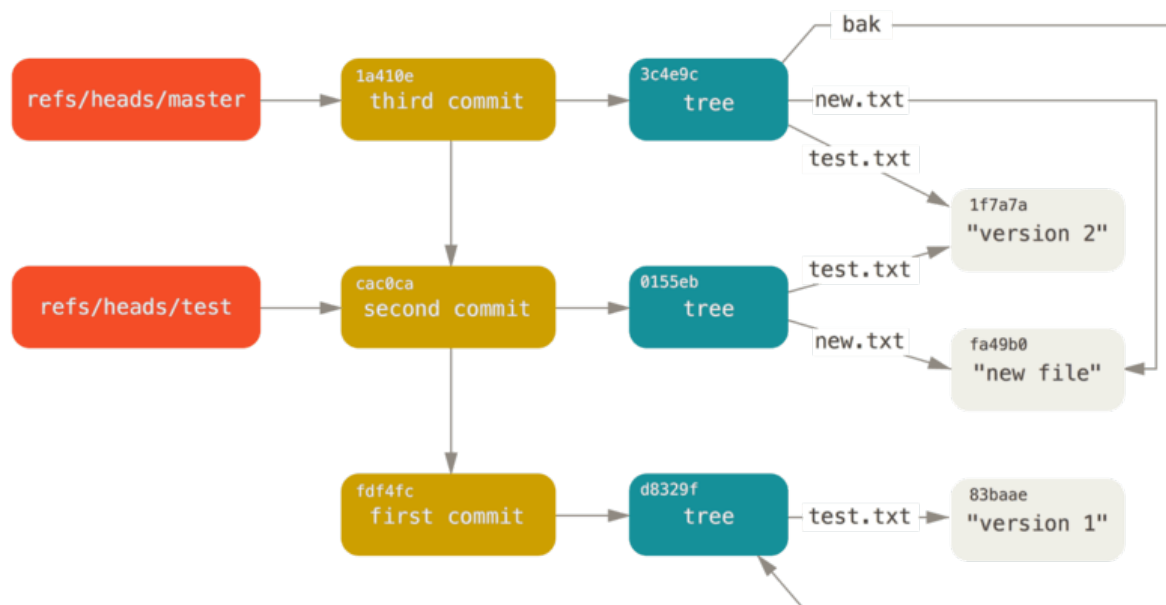 bak
refs/heads/master
1a410e
third commit
3c4e9c
tree
new.txt
test.txt
1f7a7a
"version 2"
refs/heads/test
cac0ca
second commit
0155eb
tree
test.txt
new.txt
fa49b0
"new file"
fdf4fc
first commit
d8329f
tree
test.txt
83baae
"version 1"